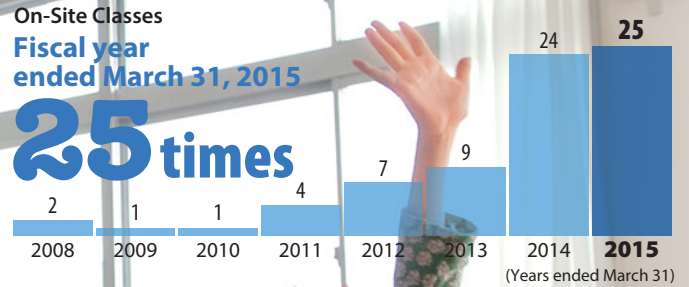 On-Site Classes
Fiscal year
ended March 31, 2015
25 times
2 1 1 4 7 9 24 25
2008 2009 2010 2011 2012 2013 2014 2015
(Years ended March 31)